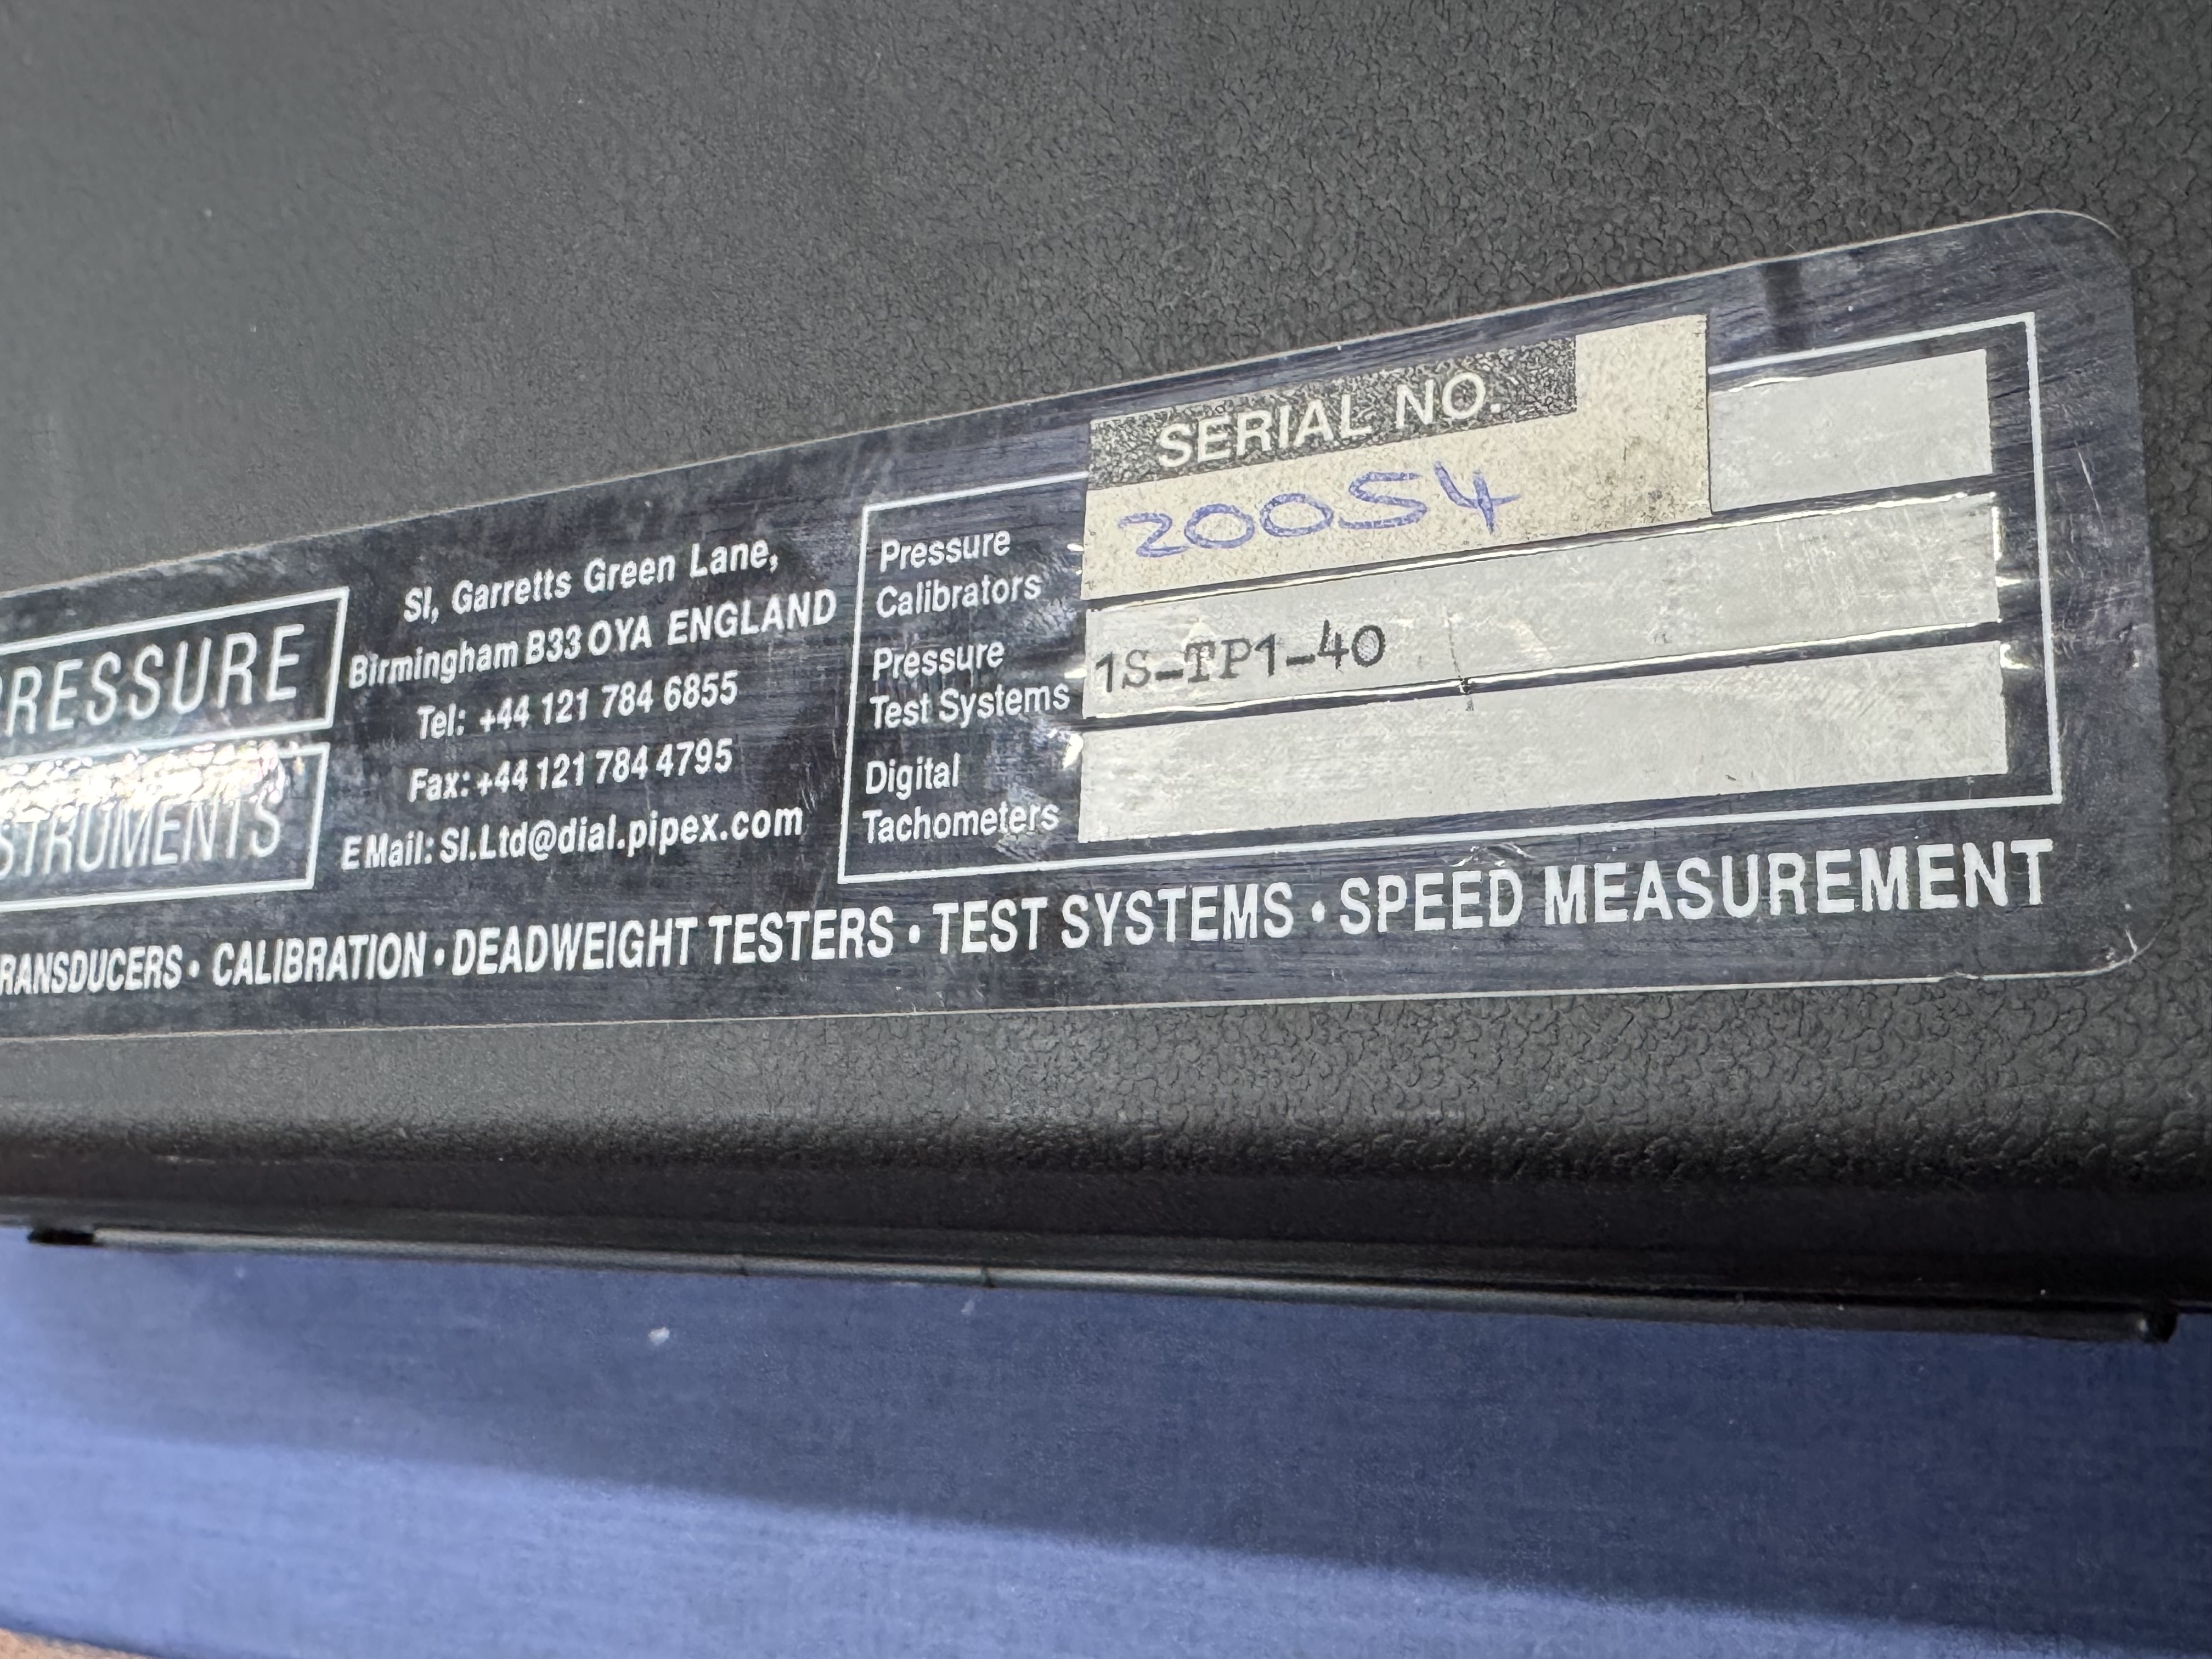 PRESSURE
STRUMENTS
SI, Garretts Green Lane,
Birmingham B33 OYA ENGLAND
Tel: +44 121 784 6855
Fax: +44 121 784 4795
EMail: SI.Ltd@dial.pipex.com
SERIAL NO.
20054
Pressure
Calibrators
Pressure
Test Systems
1S-TP1-40
Digital
Tachometers
RANSDUCERS • CALIBRATION • DEADWEIGHT TESTERS • TEST SYSTEMS • SPEED MEASUREMENT